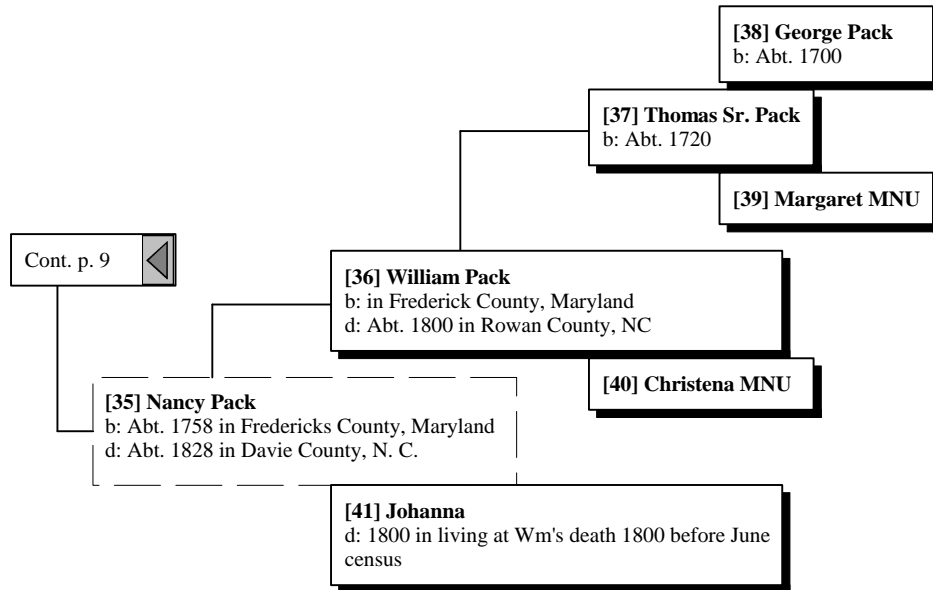 [38] George Pack
b: Abt. 1700
[37] Thomas Sr. Pack
b: Abt. 1720
[39] Margaret MNU
Cont. p. 9
[36] William Pack
b: in Frederick County, Maryland
d: Abt. 1800 in Rowan County, NC
[40] Christena MNU
[35] Nancy Pack
b: Abt. 1758 in Fredericks County, Maryland
d: Abt. 1828 in Davie County, N. C.
[41] Johanna
d: 1800 in living at Wm's death 1800 before June
census